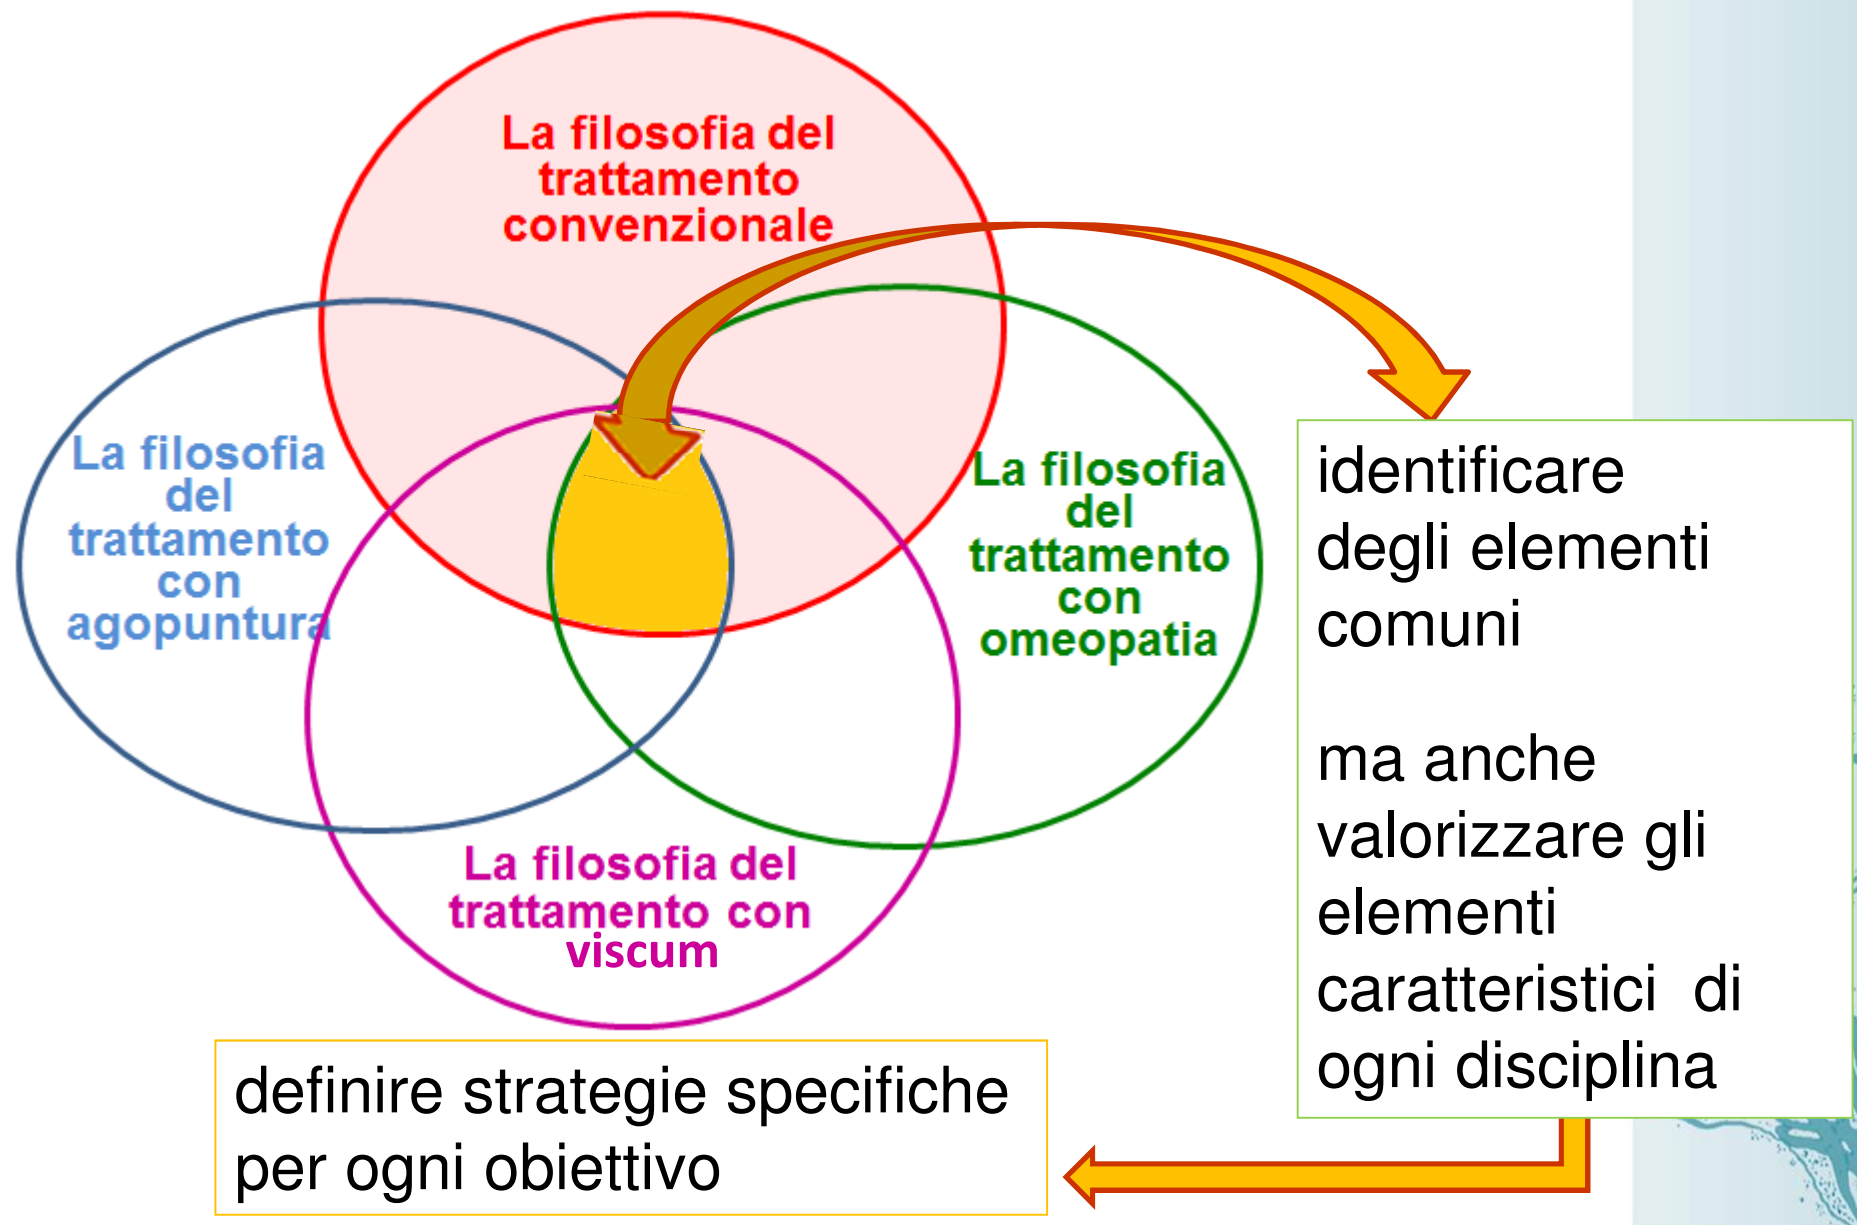 La filosofia del
trattamento
convenzionale
La filosofia
del
trattamento
con
agopuntura
La filosofia
del
trattamento
con
omeopatia
La filosofia del
trattamento con
viscum
identificare
degli elementi
comuni
ma anche
valorizzare gli
elementi
caratteristici di
ogni disciplina
definire strategie specifiche
per ogni obiettivo